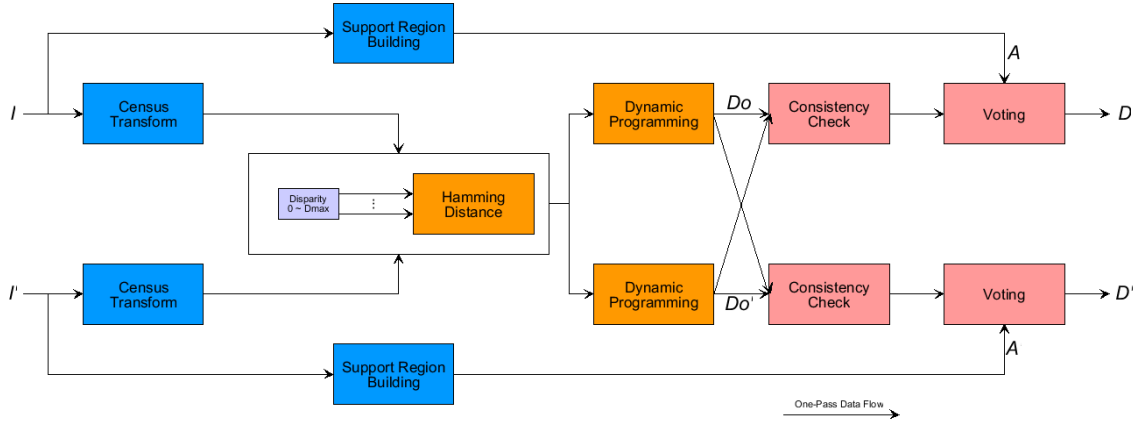 Support Region
Building
A
I
Census
Transform
Dynamic
Programming
Do
Consistency
Check
Voting
D
Disparity
0 ~ Dmax
...
Hamming
Distance
I'
Census
Transform
Dynamic
Programming
Do'
Consistency
Check
Voting
D'
Support Region
Building
A
One-Pass Data Flow